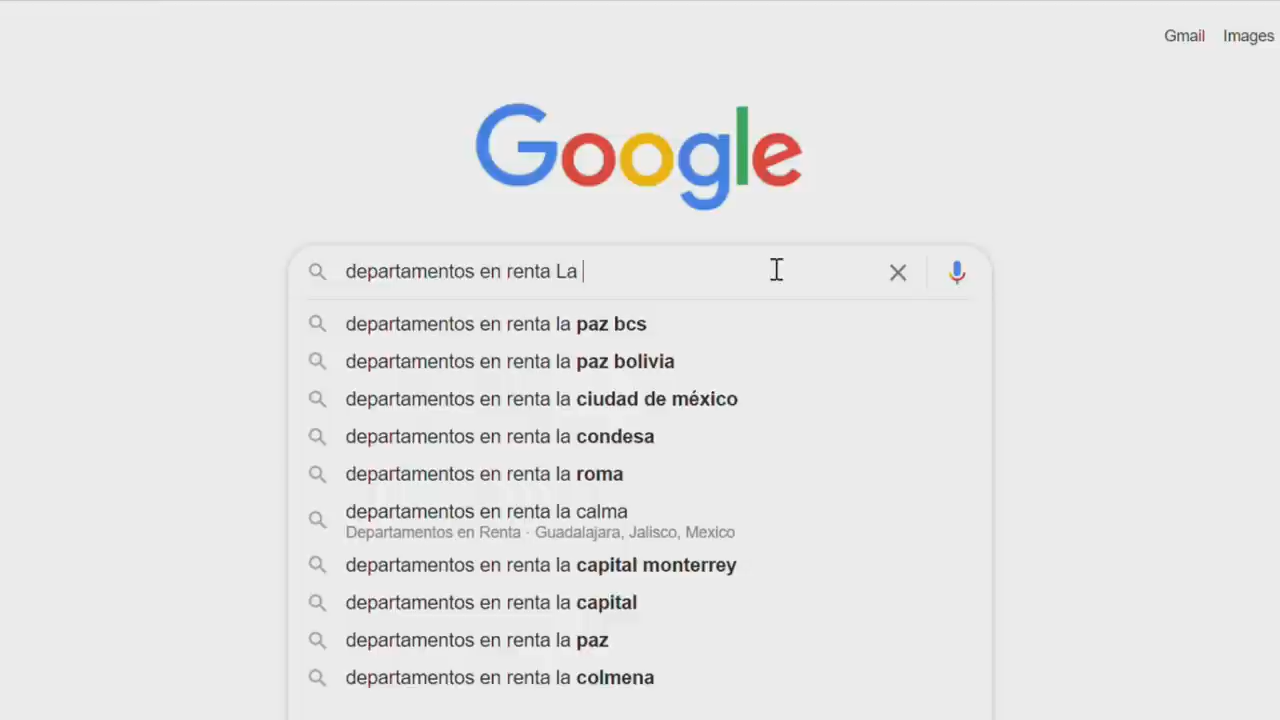 Gmail Images
Google
departamentos en renta La
departamentos en renta la paz bcs
departamentos en renta la paz bolivia
departamentos en renta la ciudad de méxico
departamentos en renta la condesa
departamentos en renta la roma
departamentos en renta la calma
Departamentos en Renta · Guadalajara, Jalisco, Mexico
departamentos en renta la capital monterrey
departamentos en renta la capital
departamentos en renta la paz
departamentos en renta la colmena